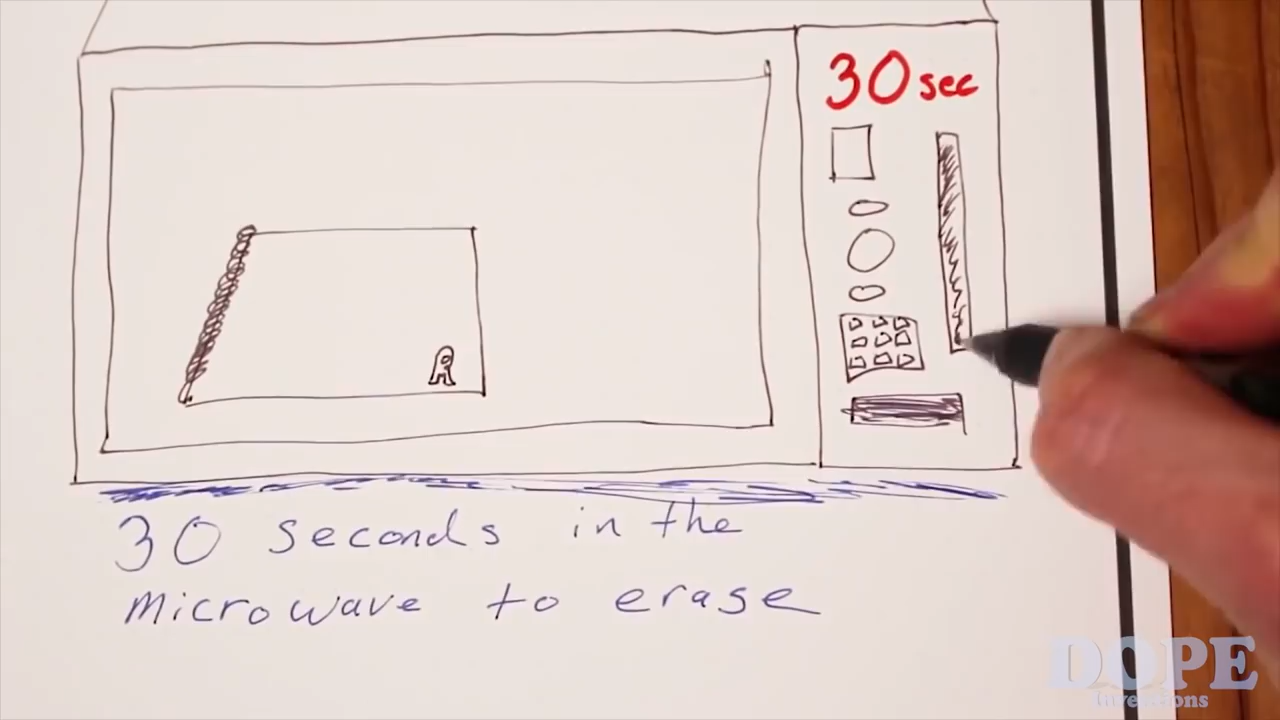 30 sec
30 seconds in the
microwave to erase
DOPE
Inventions